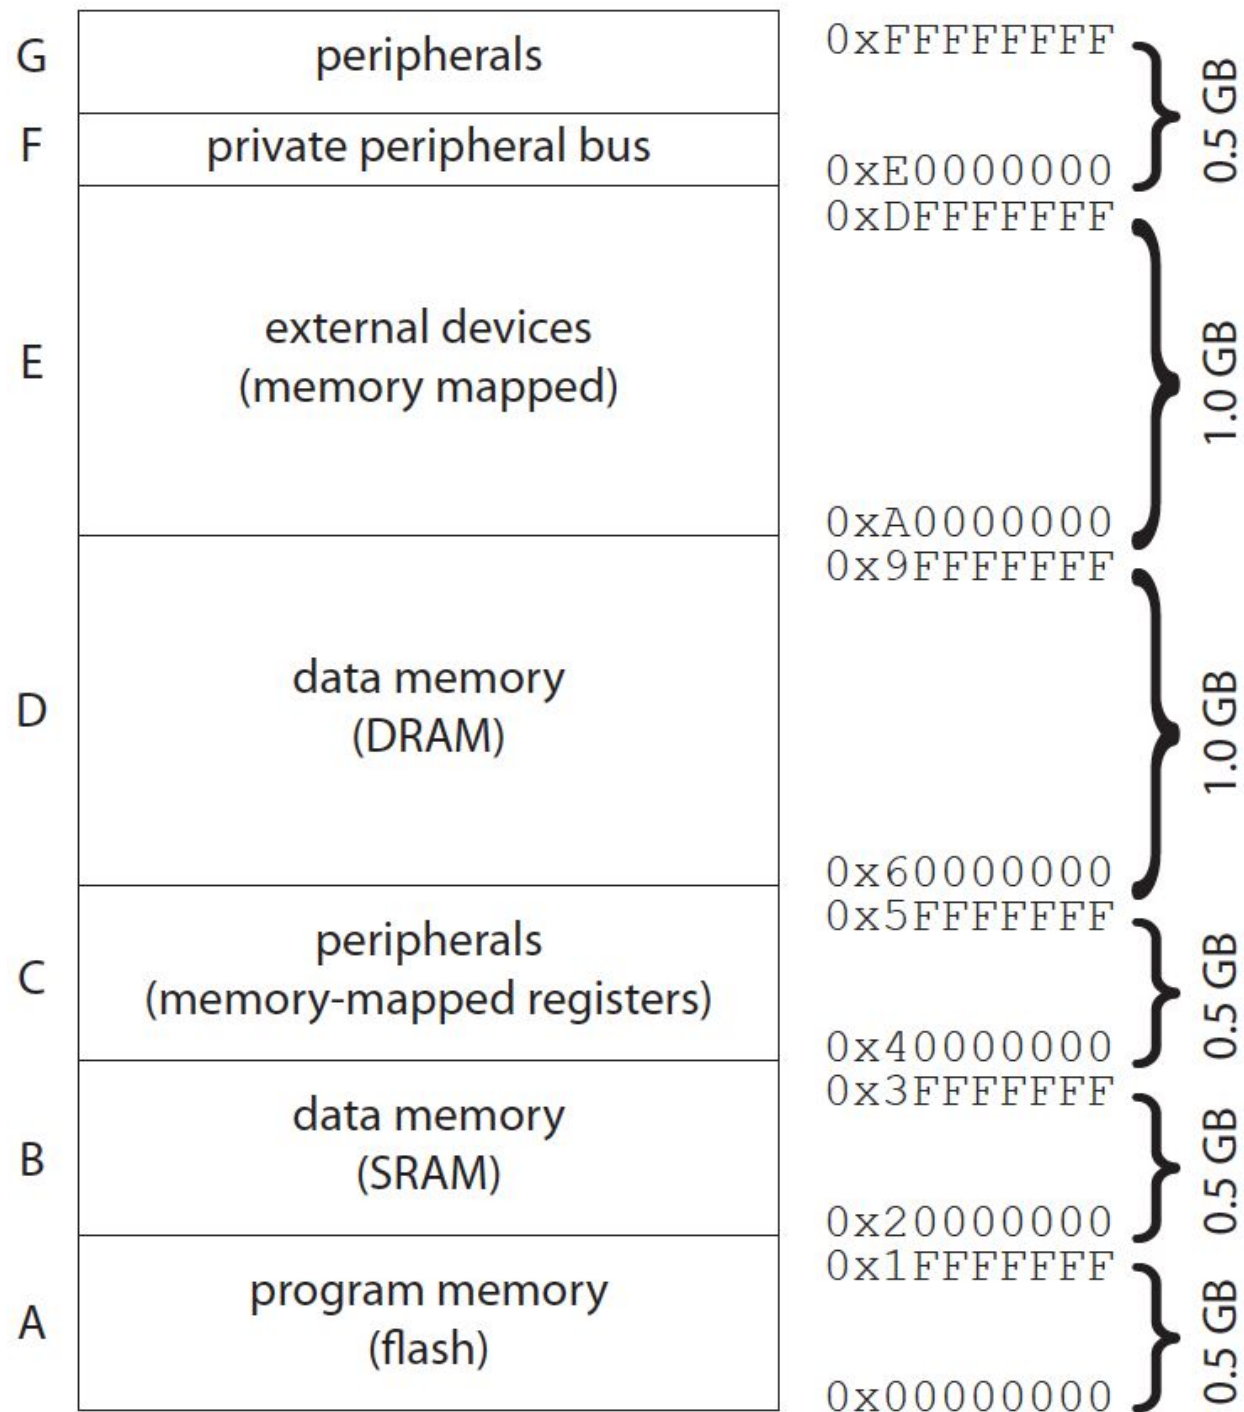 G
peripherals
0xFFFFFFFF
0.5 GB
F
private peripheral bus
0xE0000000
0xDFFFFFFF
E
external devices
(memory mapped)
1.0 GB
0xA0000000
0x9FFFFFFF
D
data memory
(DRAM)
1.0 GB
0x60000000
0x5FFFFFFF
C
peripherals
(memory-mapped registers)
0.5 GB
0x40000000
0x3FFFFFFF
B
data memory
(SRAM)
0.5 GB
0x20000000
0x1FFFFFFF
A
program memory
(flash)
0.5 GB
0x00000000